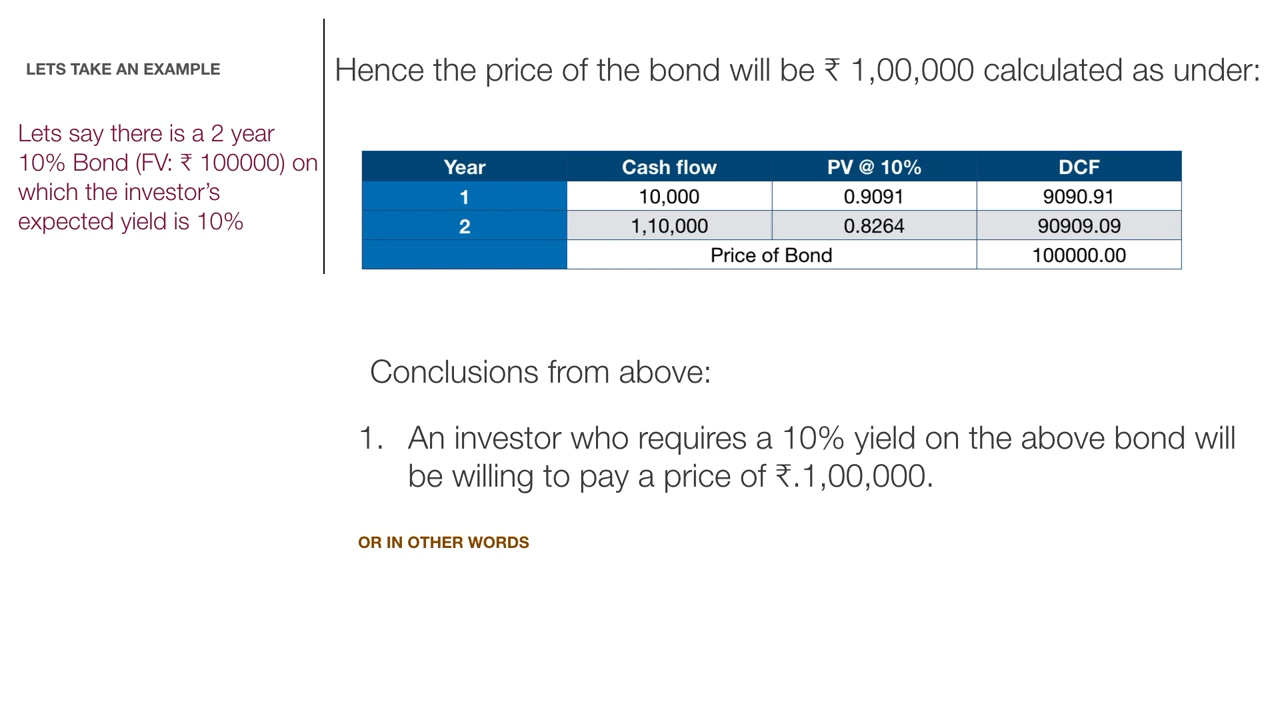 LETS TAKE AN EXAMPLE
Lets say there is a 2 year
10% Bond (FV: ₹ 100000) on
which the investor’s
expected yield is 10%
Hence the price of the bond will be ₹ 1,00,000 calculated as under:
Year Cash flow PV @ 10% DCF
1 10,000 0.9091 9090.91
2 1,10,000 0.8264 90909.09
Price of Bond 100000.00
Conclusions from above:
1. An investor who requires a 10% yield on the above bond will
be willing to pay a price of ₹.1,00,000.
OR IN OTHER WORDS